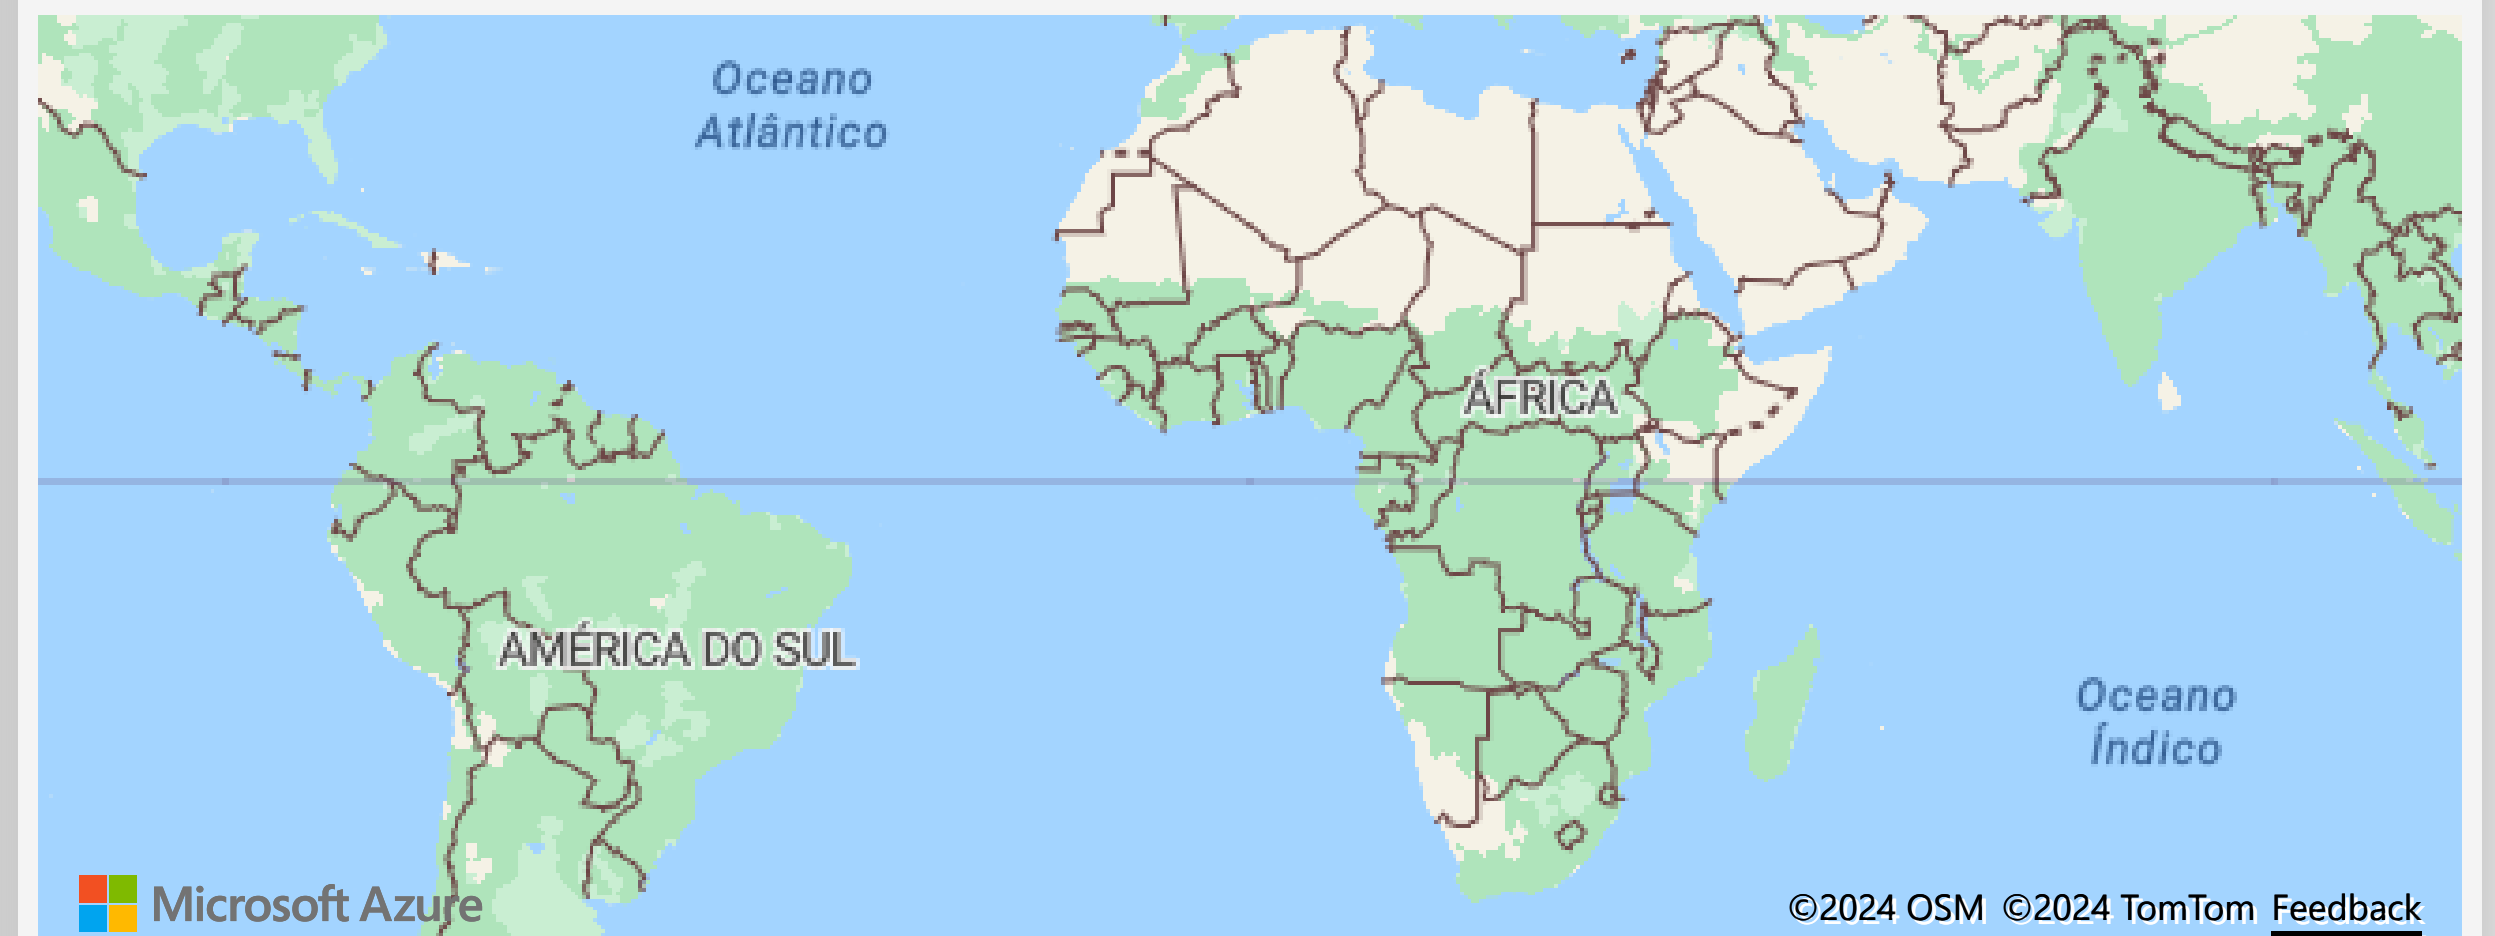 Oceano
Atlântico
ÁFRICA
AMÉRICA DO SUL
Oceano
Índico
Microsoft Azure
©2024 OSM ©2024 TomTom Feedback